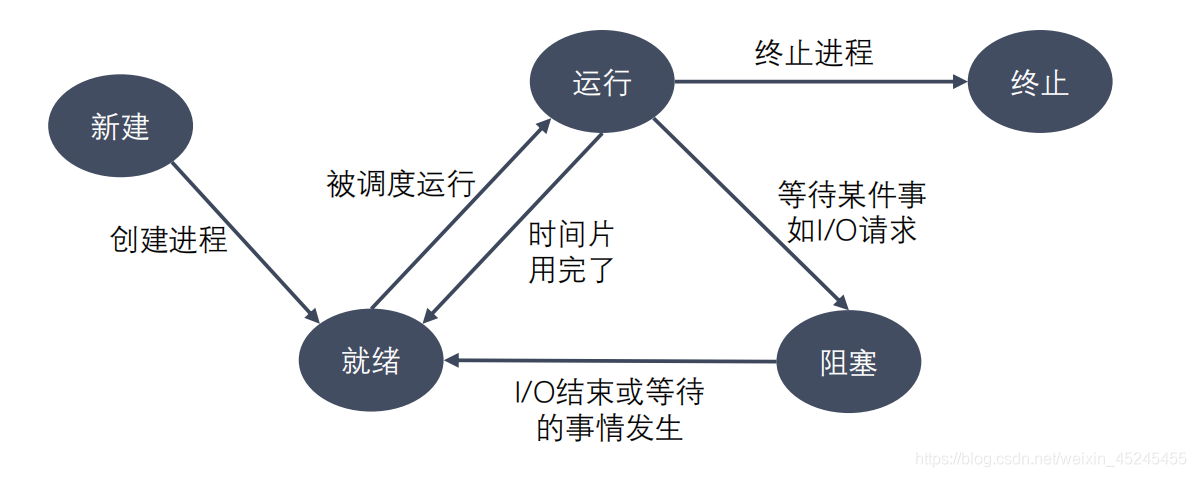 运行
终止进程
终止
新建
被调度运行
等待某件事
如I/O请求
创建进程
时间片
用完了
就绪
阻塞
I/O结束或等待
的事情发生
https://blog.csdn.net/weixin_45245455